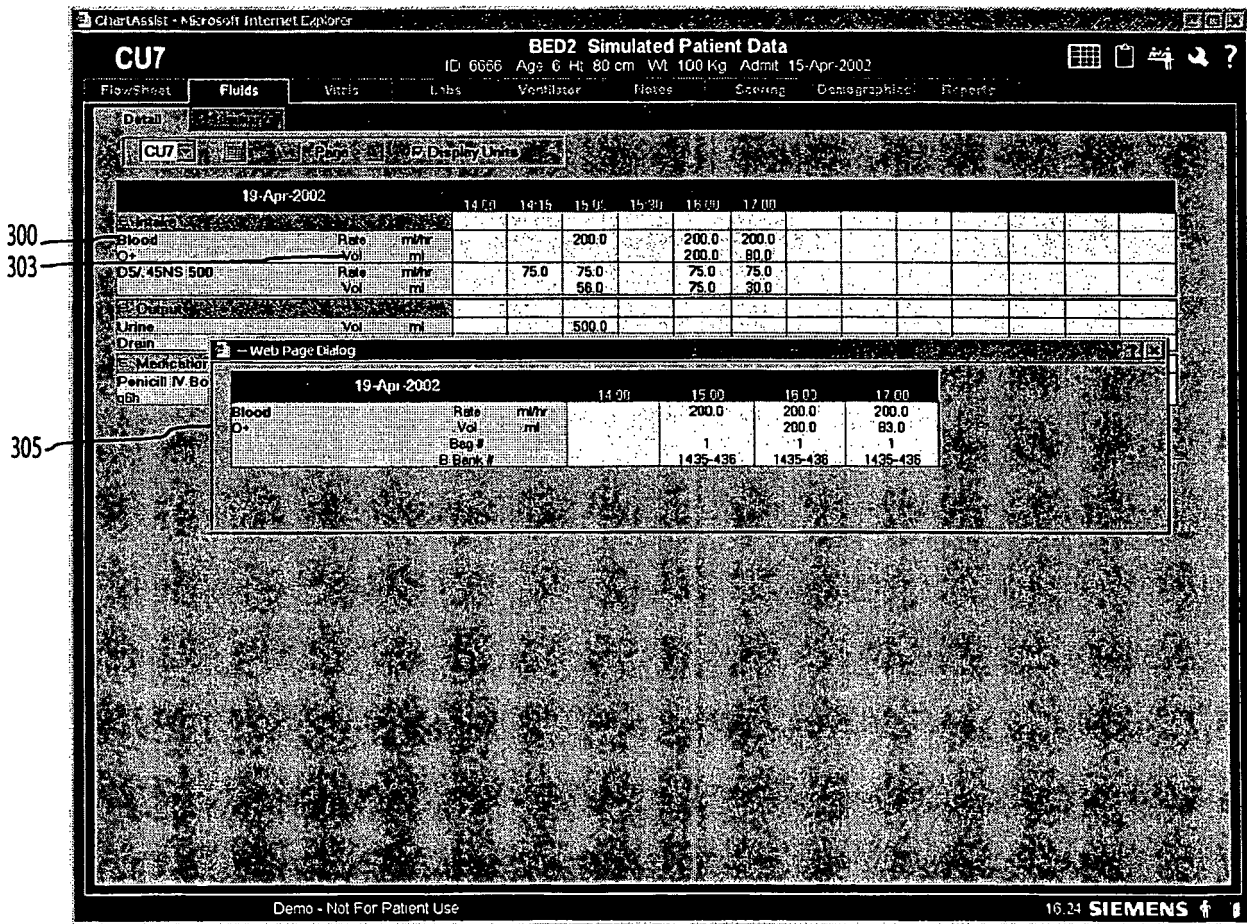 ChartAssist - Microsoft Internet Explorer
CU7
BED2 Simulated Patient Data
ID 6666 Age 6 Ht 80 cm Wt 100 Kg Admit 15-Apr-2002
?
FlowSheet Fluids Vitals Labs Ventilator Notes Scoring Demographics Reports
Detail
CU7 Page Display Units
19-Apr-2002 14:00 14:15 15:00 15:30 16:00 17:00
Intake
300 Blood Rate ml/hr 200.0 200.0 200.0
303 O+ Vol ml 200.0 80.0
D5/.45NS 500 Rate ml/hr 75.0 75.0 75.0 75.0
Vol ml 56.0 75.0 30.0
Output
Urine Vol ml 500.0
Drain
-- Web Page Dialog ? X
Medication
Penicill IV Bo
q6h
19-Apr-2002 14:00 15:00 16:00 17:00
Blood Rate ml/hr 200.0 200.0 200.0
305 O+ Vol ml 200.0 83.0
Bag # 1 1 1
B Bank # 1435-436 1435-436 1435-436
Demo - Not For Patient Use 16:24 SIEMENS